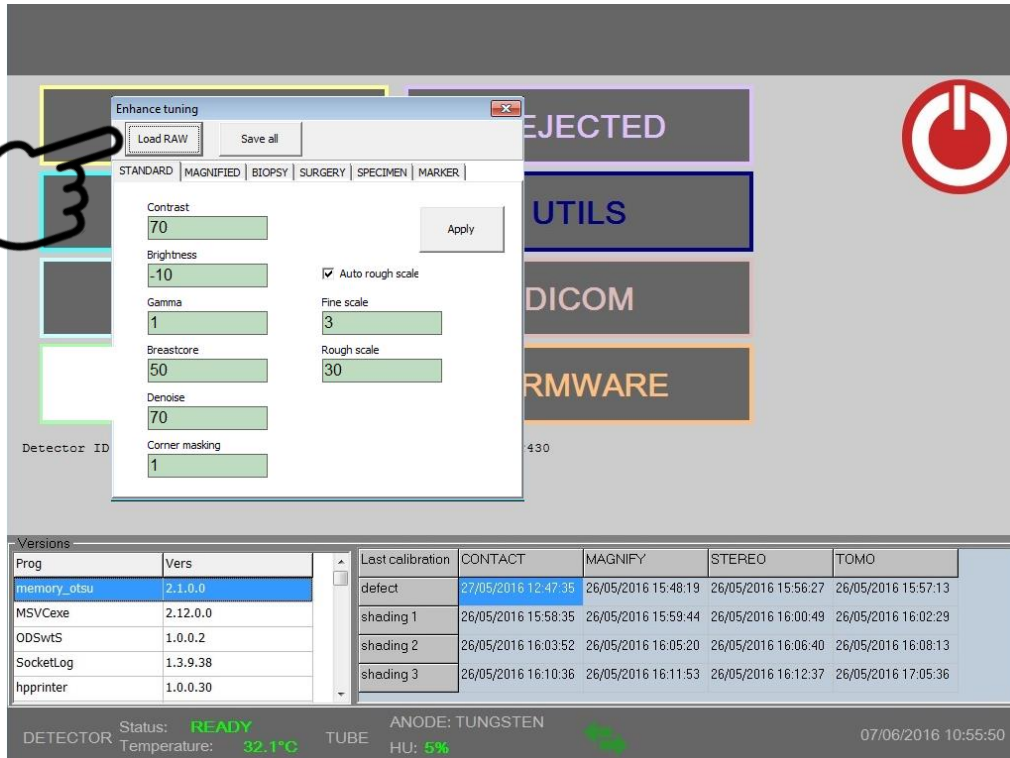 Enhance tuning
Load RAW Save all
STANDARD MAGNIFIED BIOPSY SURGERY SPECIMEN MARKER
Contrast
70
Apply
Brightness
-10
Auto rough scale
Gamma
1
Fine scale
3
Breastcore
50
Rough scale
30
Denoise
70
Corner masking
1
EJECTED
UTILS
DICOM
RMWARE
Detector ID
430
Versions
Prog Vers
memory_otsu 2.1.0.0
MSVCexe 2.12.0.0
ODSwtS 1.0.0.2
SocketLog 1.3.9.38
hpprinter 1.0.0.30
Last calibration CONTACT MAGNIFY STEREO TOMO
defect 27/05/2016 12:47:35 26/05/2016 15:48:19 26/05/2016 15:56:27 26/05/2016 15:57:13
shading 1 26/05/2016 15:58:35 26/05/2016 15:59:44 26/05/2016 16:00:49 26/05/2016 16:02:29
shading 2 26/05/2016 16:03:52 26/05/2016 16:05:20 26/05/2016 16:06:40 26/05/2016 16:08:13
shading 3 26/05/2016 16:10:36 26/05/2016 16:11:53 26/05/2016 16:12:37 26/05/2016 17:05:36
DETECTOR
Status: READY
Temperature: 32.1°C
TUBE
ANODE: TUNGSTEN
HU: 5%
07/06/2016 10:55:50